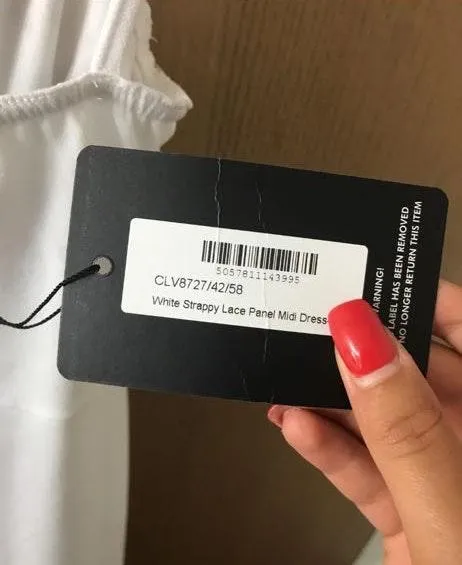 5057811143995
CLV8727/42/58
White Strappy Lace Panel Midi Dress
ARNING!
LABEL HAS BEEN REMOVED
NO LONGER RETURN THIS ITEM